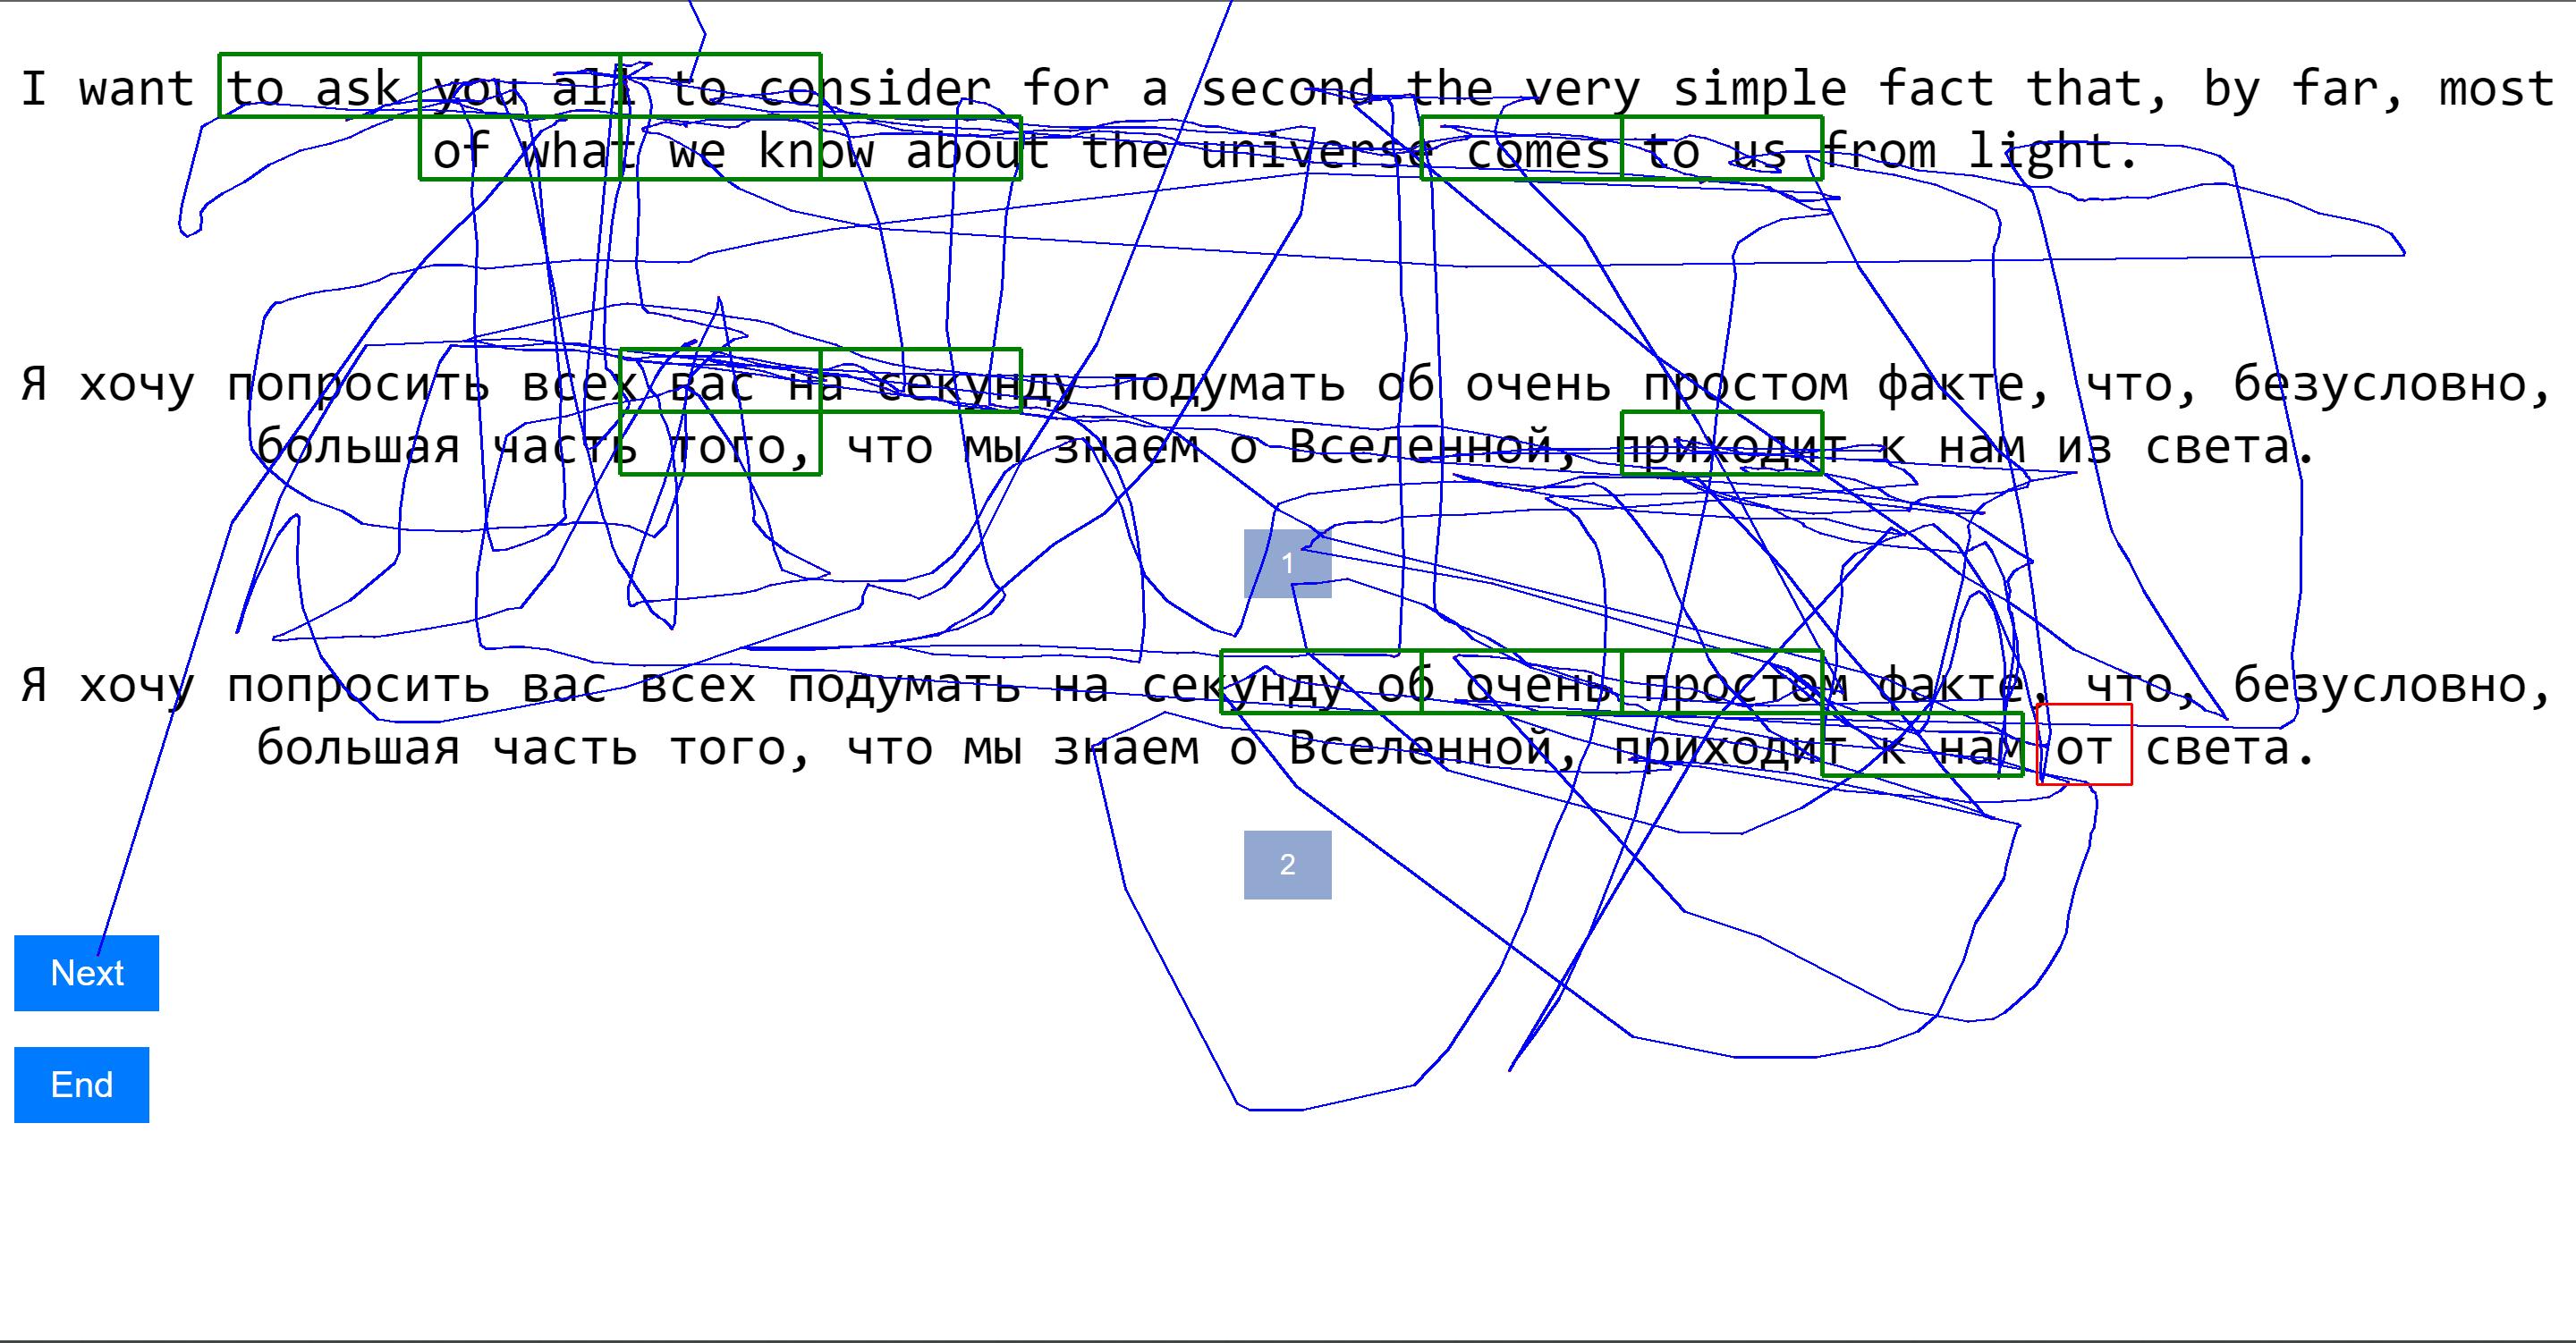 I want to ask you all to consider for a second the very simple fact that, by far, most
of what we know about the universe comes to us from light.
Я хочу попросить всех вас на секунду подумать об очень простом факте, что, безусловно,
большая часть того, что мы знаем о Вселенной, приходит к нам из света.
1
Я хочу попросить вас всех подумать на секунду об очень простом факте, что, безусловно,
большая часть того, что мы знаем о Вселенной, приходит к нам от света.
2
Next
End